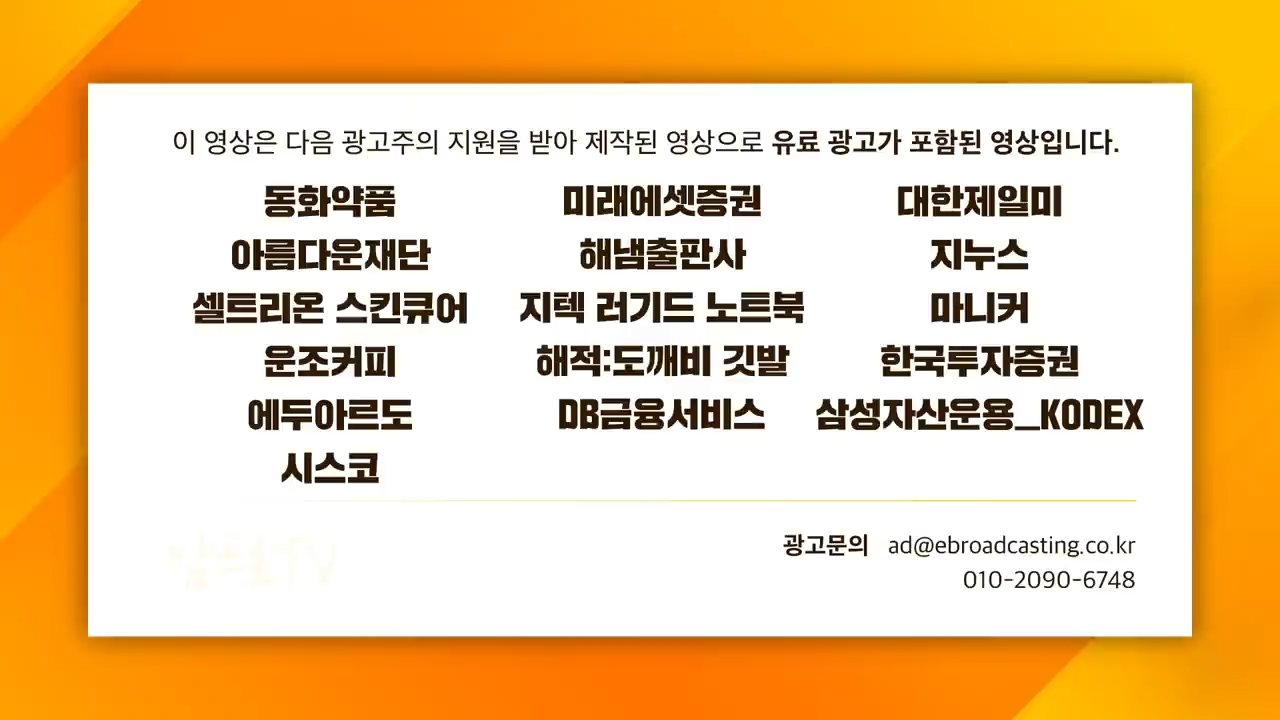 이 영상은 다음 광고주의 지원을 받아 제작된 영상으로 유료 광고가 포함된 영상입니다.
동화약품 미래에셋증권 대한제일미
아름다운재단 해냄출판사 지누스
셀트리온 스킨큐어 지텍 러기드 노트북 마니커
운조커피 해적:도깨비 깃발 한국투자증권
에두아르도 DB금융서비스 삼성자산운용_KODEX
시스코
광고문의 ad@ebroadcasting.co.kr
010-2090-6748